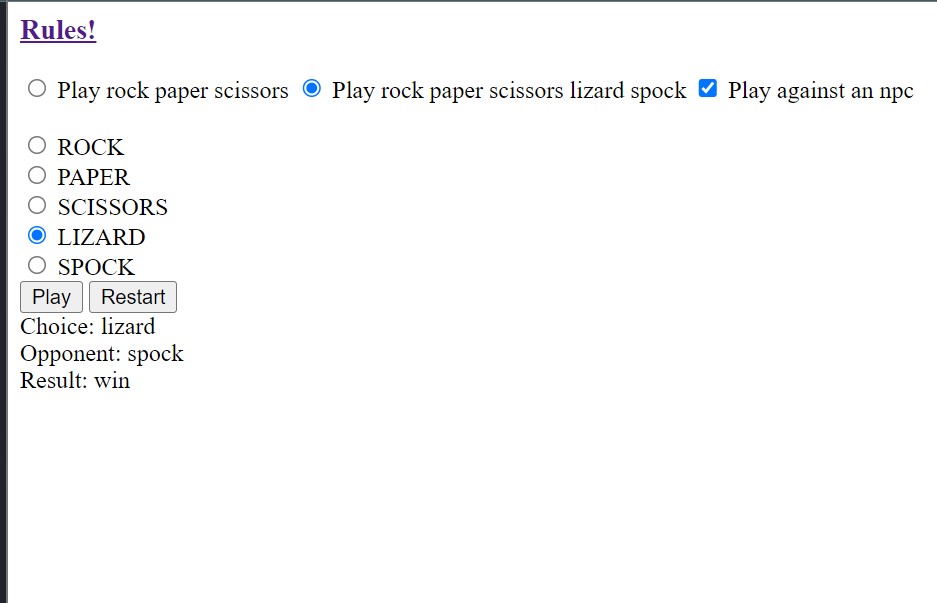 Rules!
Play rock paper scissors Play rock paper scissors lizard spock Play against an npc
ROCK
PAPER
SCISSORS
LIZARD
SPOCK
Play Restart
Choice: lizard
Opponent: spock
Result: win